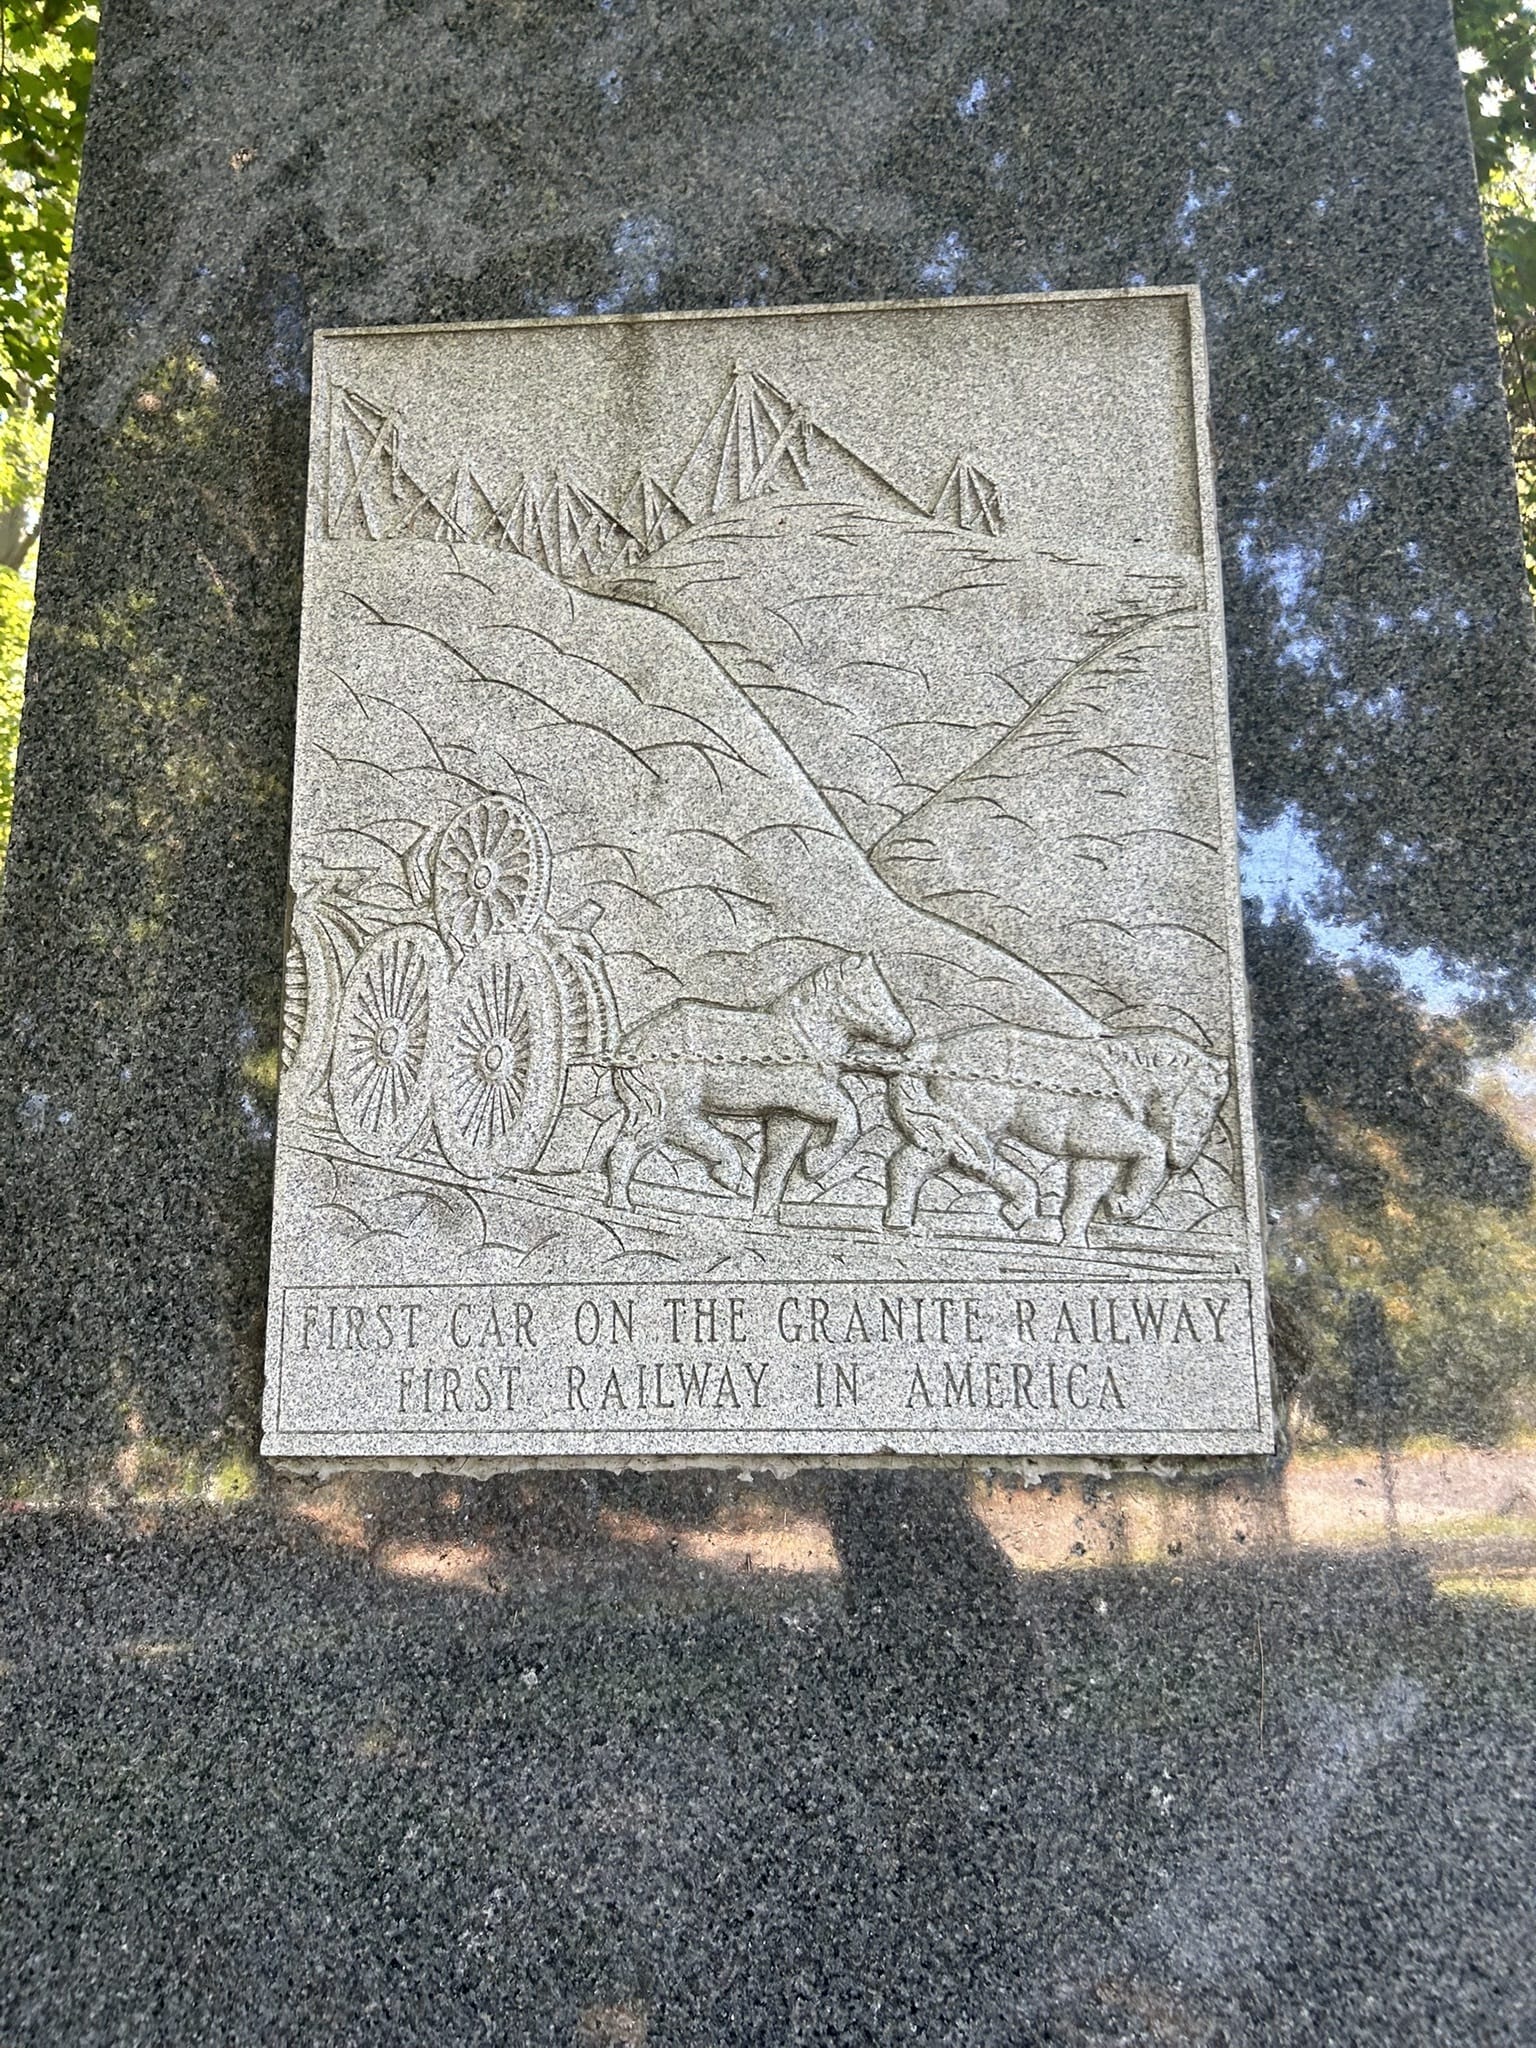 FIRST CAR ON THE GRANITE RAILWAY
FIRST RAILWAY IN AMERICA